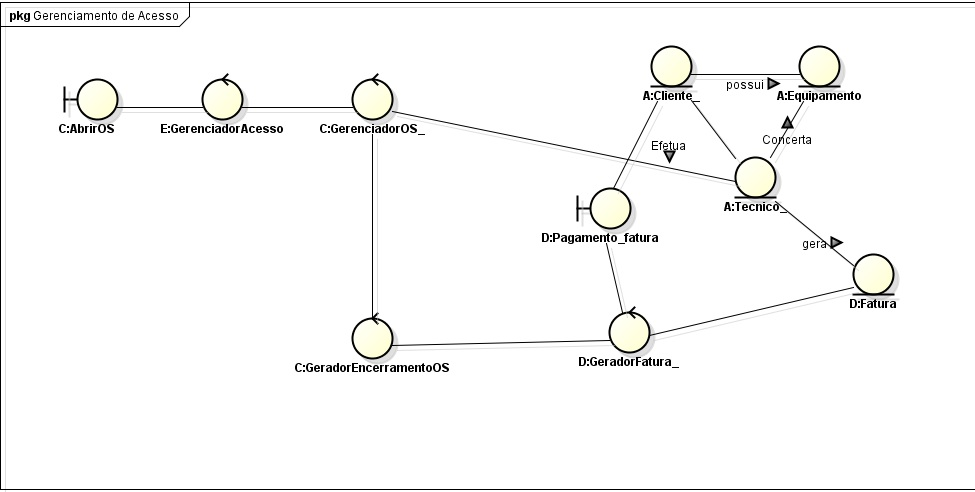 pkg Gerenciamento de Acesso
C:AbrirOS
E:GerenciadorAcesso
C:GerenciadorOS_
A:Cliente_
possui
A:Equipamento
Efetua
Concerta
A:Tecnico_
D:Pagamento_fatura
gera
D:Fatura
C:GeradorEncerramentoOS
D:GeradorFatura_